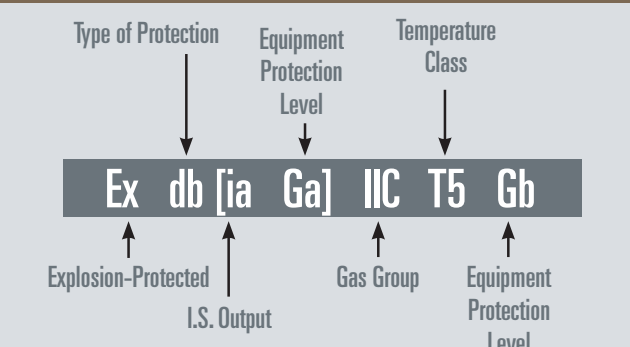 Type of Protection
Equipment
Protection
Level
Temperature
Class
Ex db [ia Ga] IIC T5 Gb
Explosion-Protected
I.S. Output
Gas Group
Equipment
Protection
Level